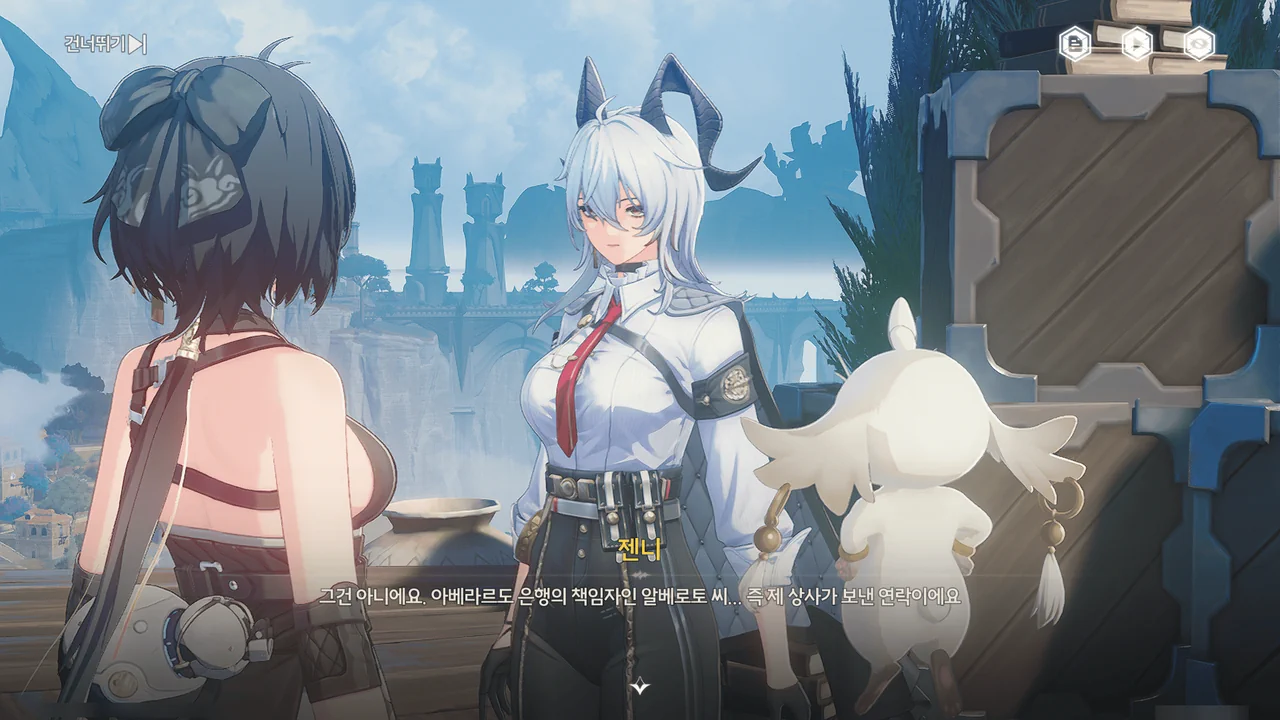 건너뛰기
젠니
그건 아니에요. 아베라르도 은행의 책임자인 알베로토 씨... 즉 제 상사가 보낸 연락이에요